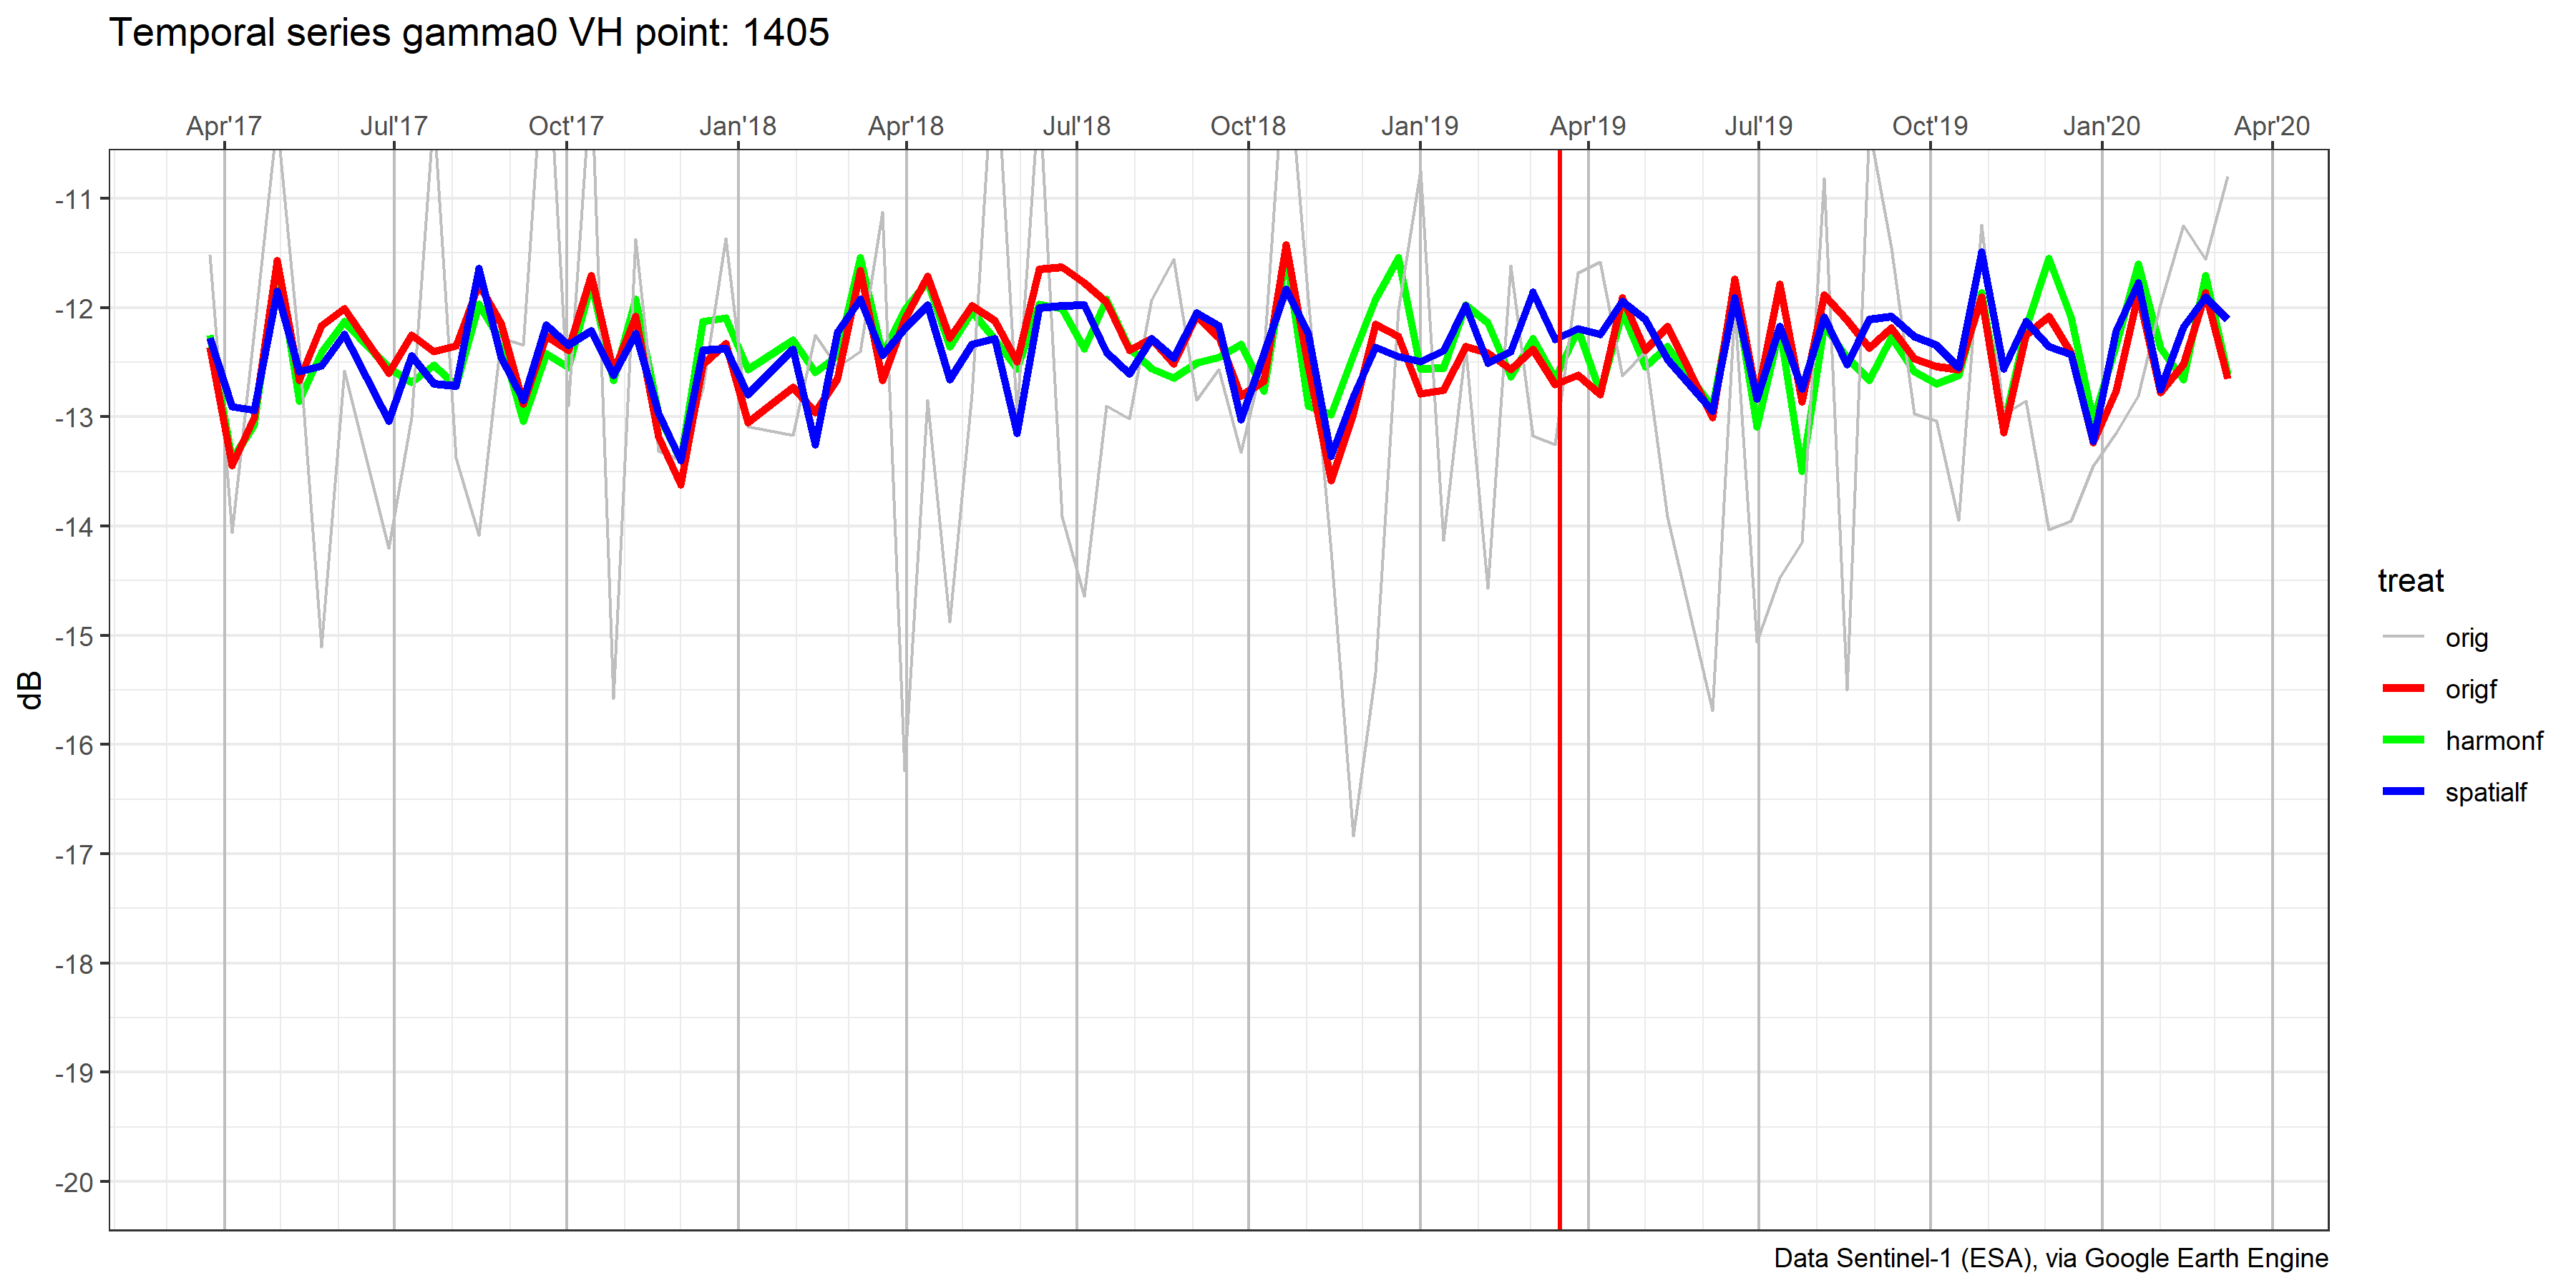 Temporal series gamma0 VH point: 1405
Apr'17 Jul'17 Oct'17 Jan'18 Apr'18 Jul'18 Oct'18 Jan'19 Apr'19 Jul'19 Oct'19 Jan'20 Apr'20
-11
-12
-13
-14
-15
-16
-17
-18
-19
-20
dB
treat
orig
origf
harmonf
spatialf
Data Sentinel-1 (ESA), via Google Earth Engine